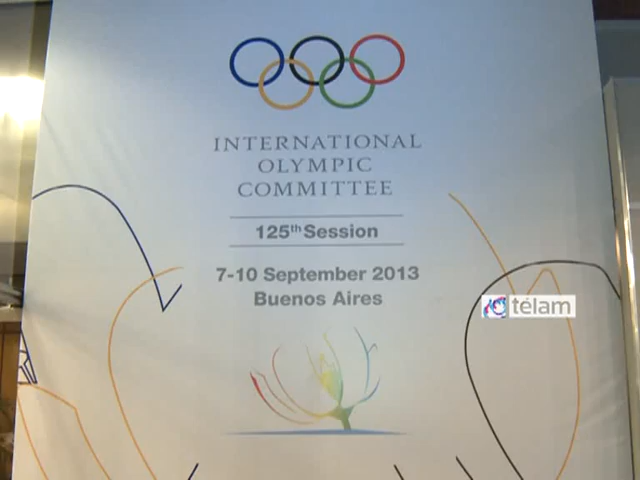 INTERNATIONAL
OLYMPIC
COMMITTEE
125th Session
7-10 September 2013
Buenos Aires
télam